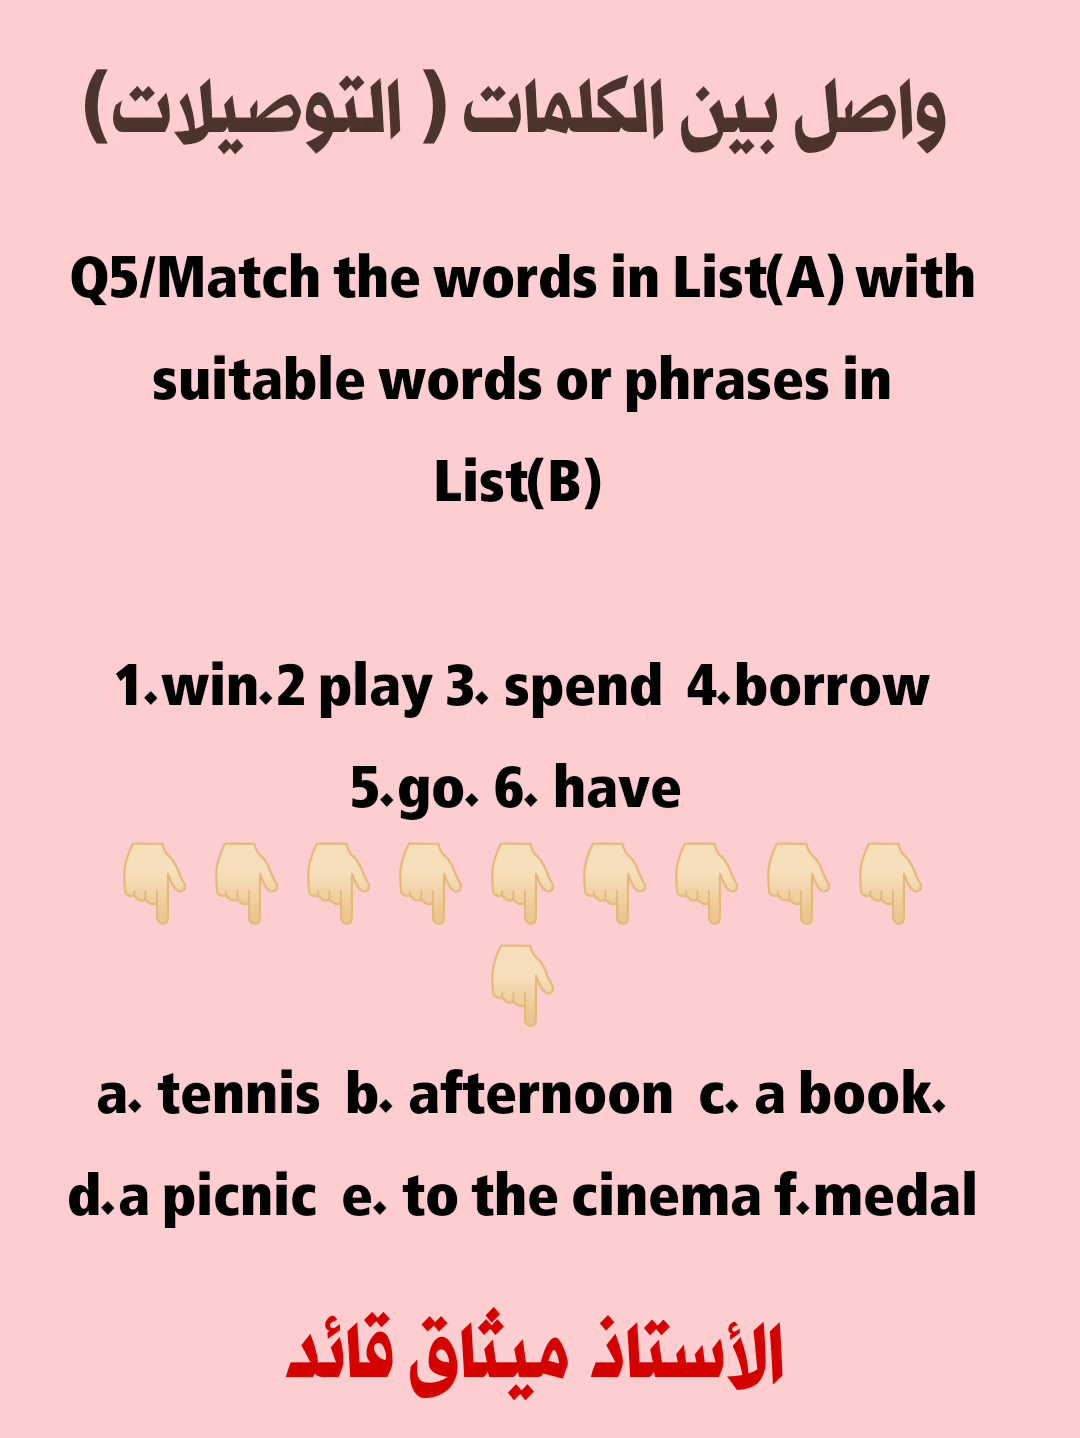 واصل بين الكلمات ( التوصيلات)
Q5/Match the words in List(A) with
suitable words or phrases in
List(B)
1.win.2 play 3. spend 4.borrow
5.go. 6. have
👇👇👇👇👇👇👇👇👇
👇
a. tennis b. afternoon c. a book.
d.a picnic e. to the cinema f.medal
الأستاذ ميثاق قائد